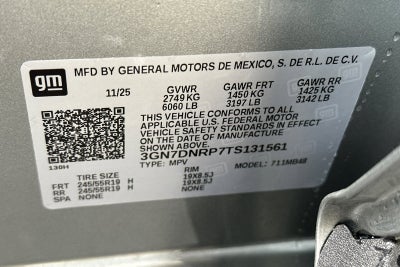 gm
MFD BY GENERAL MOTORS DE MEXICO, S. DE R.L. DE C.V.
11/25 GVWR GAWR FRT GAWR RR
2749 KG 1450 KG 1425 KG
6060 LB 3197 LB 3142 LB
THIS VEHICLE CONFORMS TO ALL
APPLICABLE U.S. FEDERAL MOTOR
VEHICLE SAFETY STANDARDS IN EFFECT
ON THE DATE OF MANUFACTURE
SHOWN ABOVE.
3GN7DNRP7TS131561
TYPE: MPV MODEL: 711MB48
130H
TIRE SIZE RIM
FRT 245/55R19 H 19X8.5J
RR 245/55R19 H 19X8.5J
SPA NONE NONE